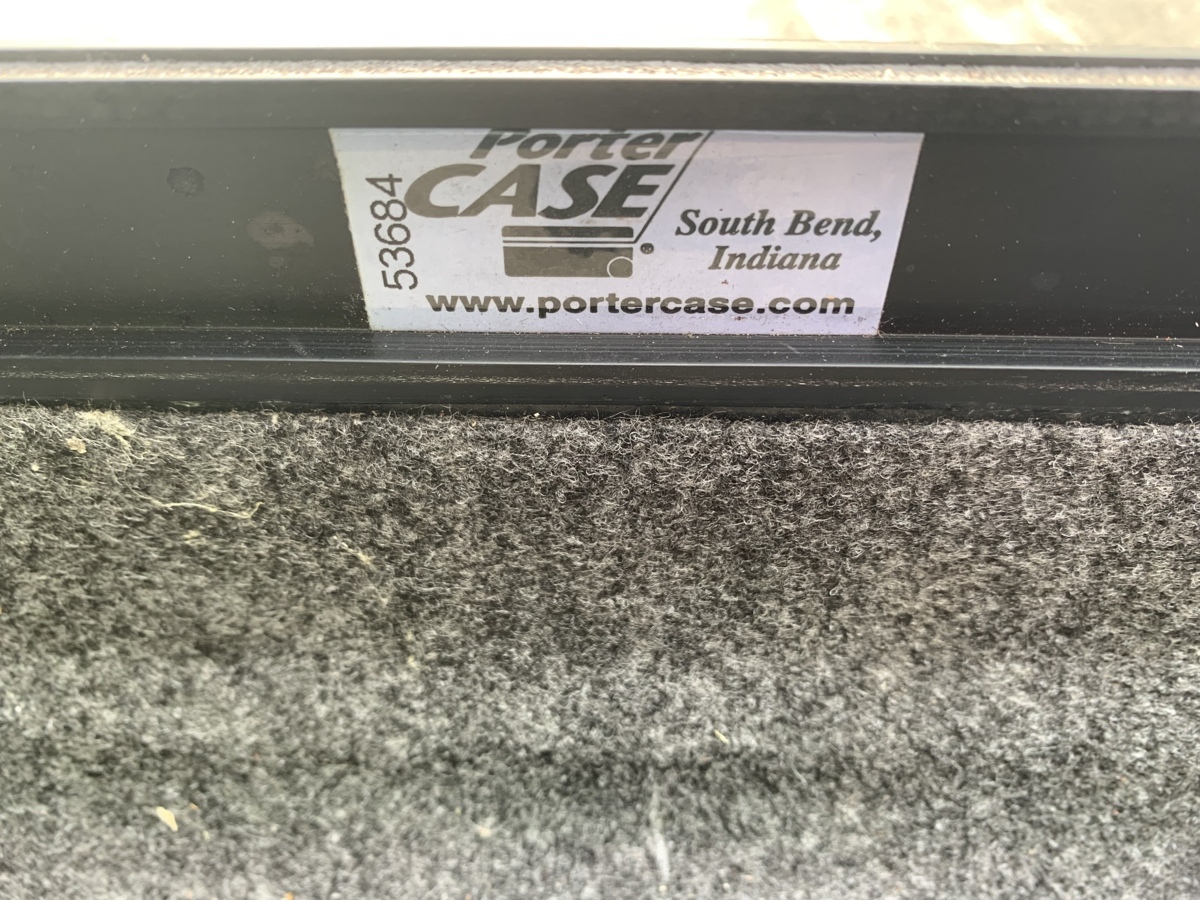 Porter
CASE
®
53684
South Bend,
Indiana
www.portercase.com